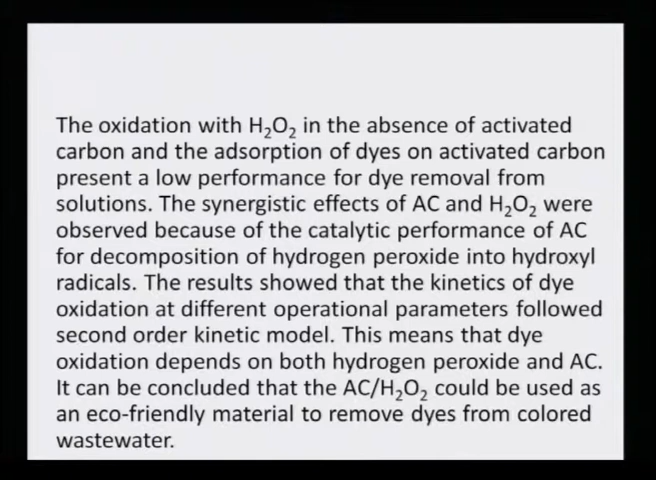 The oxidation with H₂O₂ in the absence of activated
carbon and the adsorption of dyes on activated carbon
present a low performance for dye removal from
solutions. The synergistic effects of AC and H₂O₂ were
observed because of the catalytic performance of AC
for decomposition of hydrogen peroxide into hydroxyl
radicals. The results showed that the kinetics of dye
oxidation at different operational parameters followed
second order kinetic model. This means that dye
oxidation depends on both hydrogen peroxide and AC.
It can be concluded that the AC/H₂O₂ could be used as
an eco-friendly material to remove dyes from colored
wastewater.